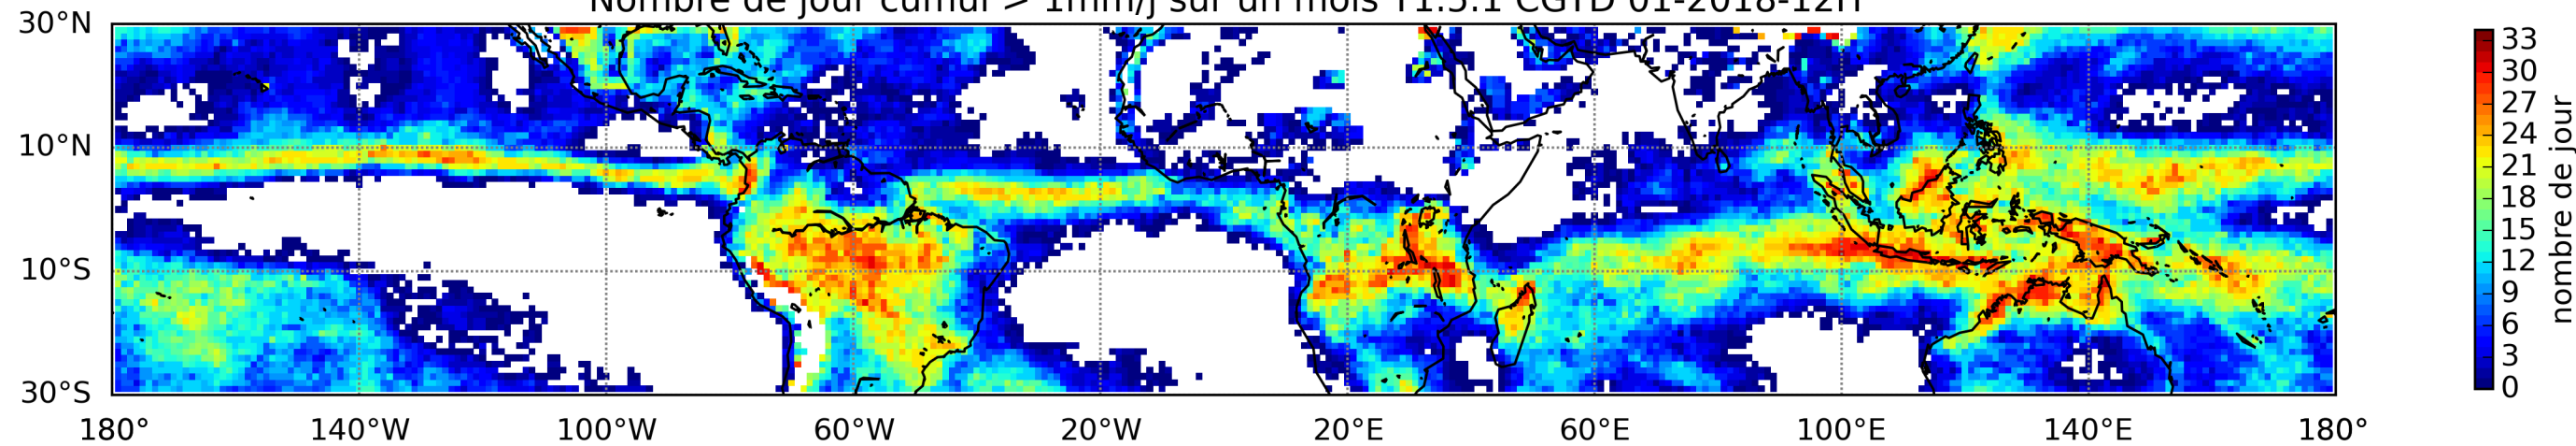 Nombre de jour cumul > 1mm/j sur un mois T1.5.1 CGTD 01-2018-12H
30°N
10°N
10°S
30°S
180°
140°W
100°W
60°W
20°W
20°E
60°E
100°E
140°E
180°
33
30
27
24
21
18
15
12
9
6
3
0
nombre de jour